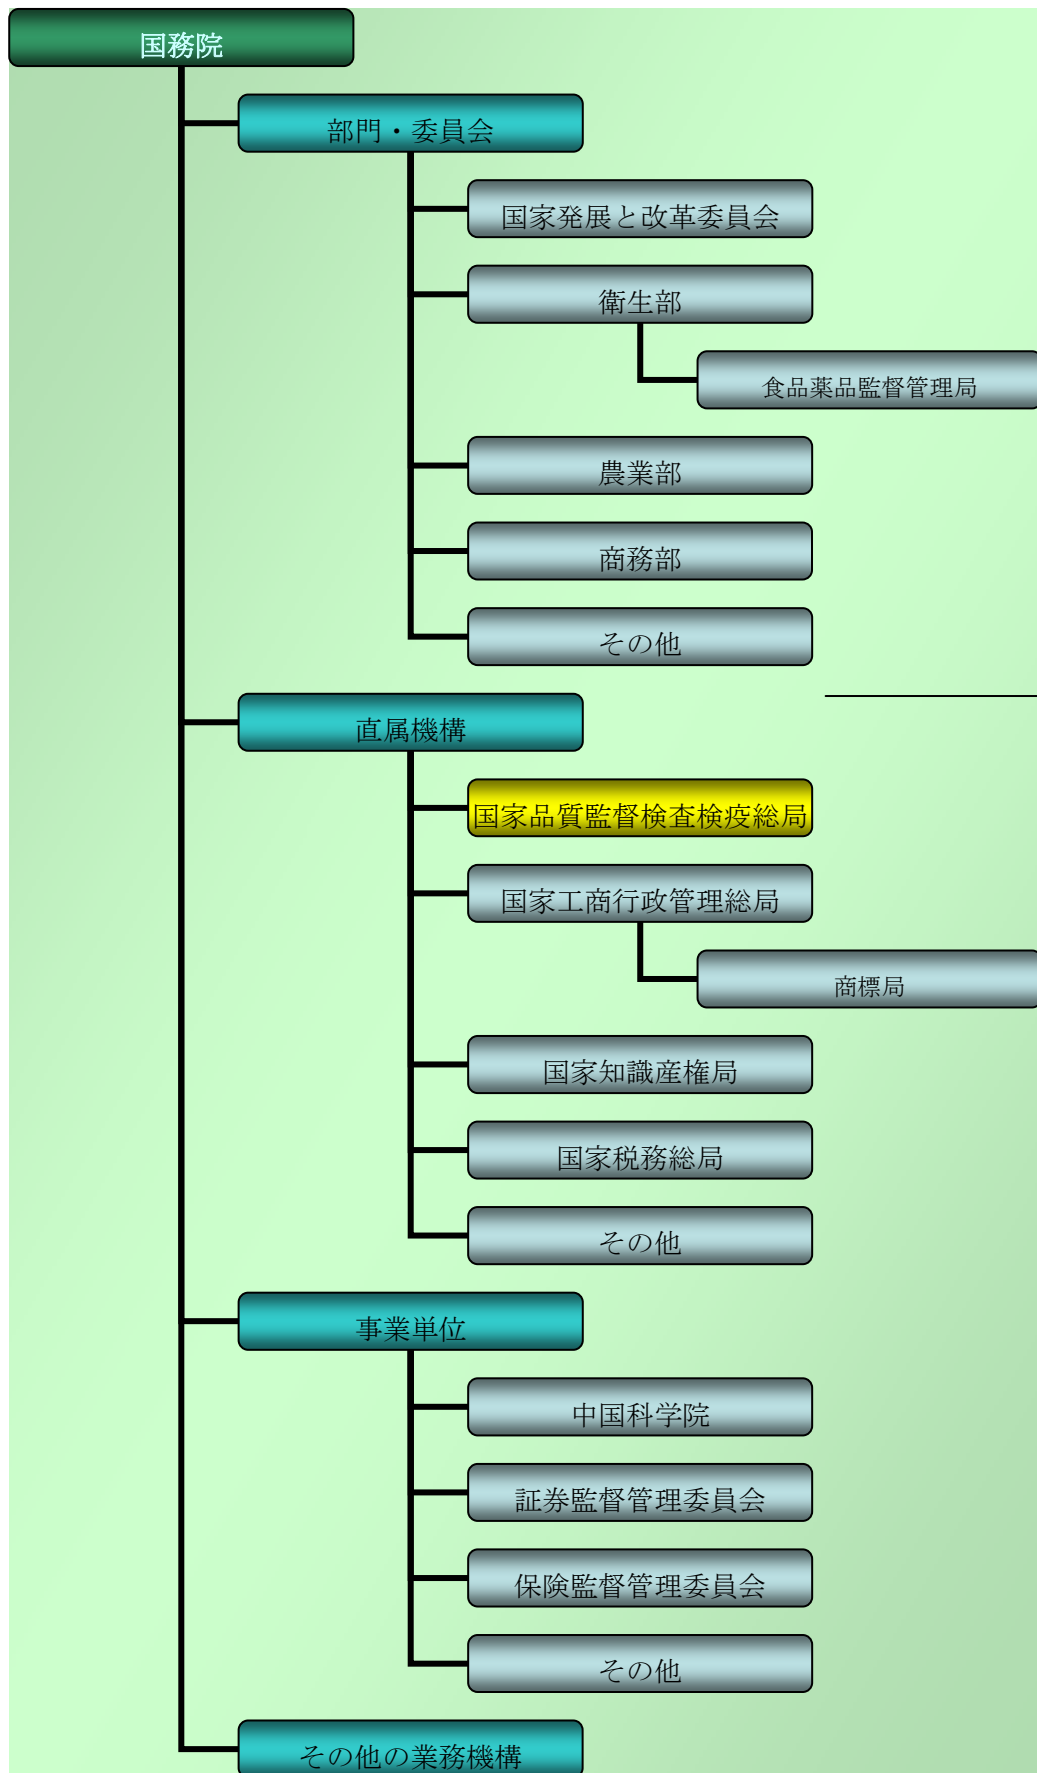 国務院
部門・委員会
国家発展と改革委員会
衛生部
食品薬品監督管理局
農業部
商務部
その他
直属機構
国家品質監督検査検疫総局
国家工商行政管理総局
商標局
国家知識産権局
国家税務総局
その他
事業単位
中国科学院
証券監督管理委員会
保険監督管理委員会
その他
その他の業務機構